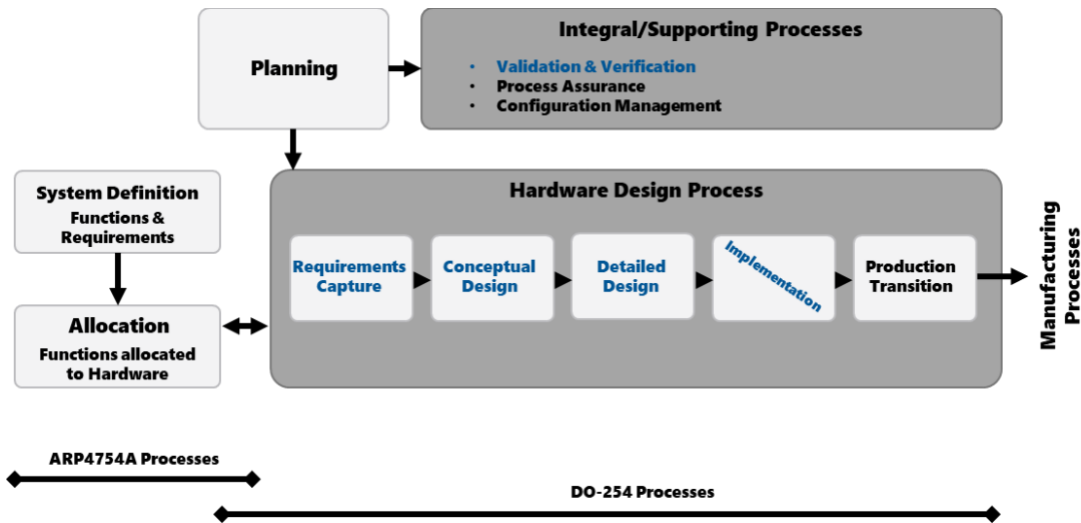 Planning
Integral/Supporting Processes
• Validation & Verification
• Process Assurance
• Configuration Management
System Definition
Functions &
Requirements
Allocation
Functions allocated
to Hardware
Hardware Design Process
Requirements
Capture
Conceptual
Design
Detailed
Design
Implementation
Production
Transition
Manufacturing
Processes
ARP4754A Processes
DO-254 Processes